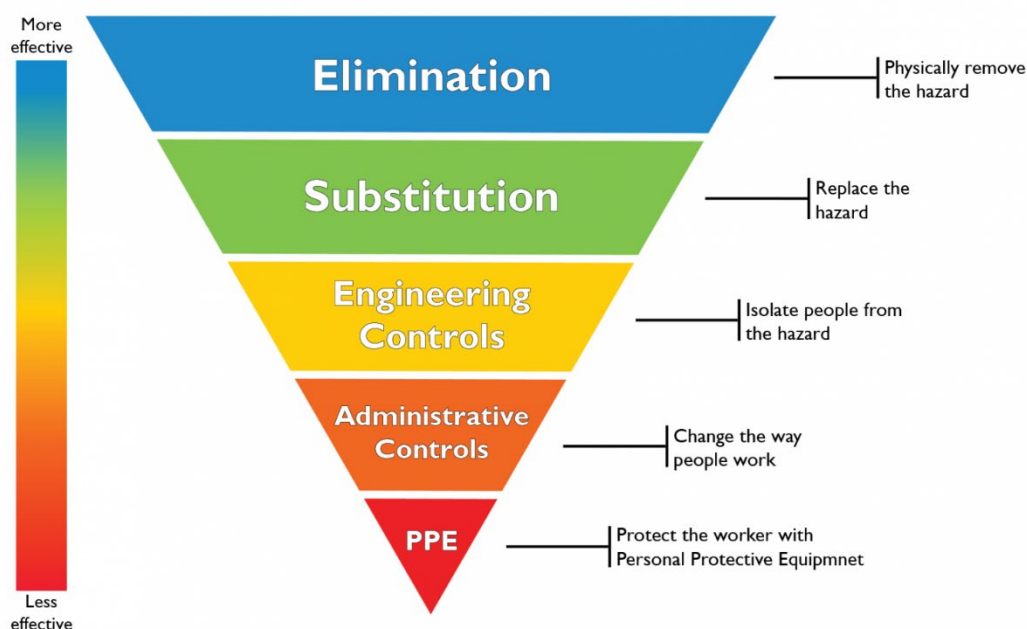 More
effective
Elimination
Physically remove
the hazard
Substitution
Replace the
hazard
Engineering
Controls
Isolate people from
the hazard
Administrative
Controls
Change the way
people work
PPE
Protect the worker with
Personal Protective Equipmnet
Less
effective